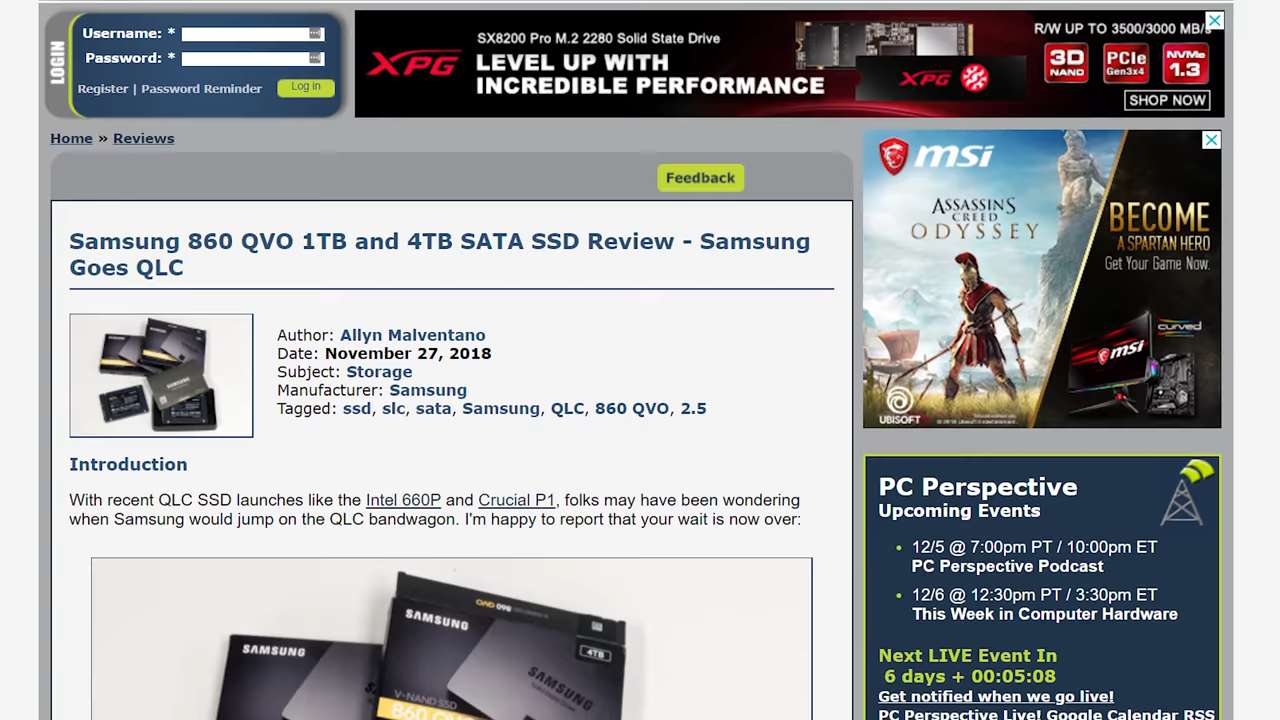 LOGIN
Username: *
Password: *
Register | Password Reminder
Log in
XPG
SX8200 Pro M.2 2280 Solid State Drive
LEVEL UP WITH
INCREDIBLE PERFORMANCE
XPG
R/W UP TO 3500/3000 MB/s
3D
NAND
PCIe
Gen3x4
NVMe
1.3
SHOP NOW
Home » Reviews
Feedback
Samsung 860 QVO 1TB and 4TB SATA SSD Review - Samsung
Goes QLC
Author: Allyn Malventano
Date: November 27, 2018
Subject: Storage
Manufacturer: Samsung
Tagged: ssd, slc, sata, Samsung, QLC, 860 QVO, 2.5
Introduction
With recent QLC SSD launches like the Intel 660P and Crucial P1, folks may have been wondering
when Samsung would jump on the QLC bandwagon. I'm happy to report that your wait is now over:
SAMSUNG
860 QVO
SAMSUNG
4TB
SAMSUNG
Solid State Drive
V-NAND SSD
860 QVO
msi
ASSASSINS
CREED
ODYSSEY
BECOME
A SPARTAN HERO
Get Your Game Now.
CURVED
msi
UBISOFT
PC Perspective
Upcoming Events
12/5 @ 7:00pm PT / 10:00pm ET
PC Perspective Podcast
12/6 @ 12:30pm PT / 3:30pm ET
This Week in Computer Hardware
Next LIVE Event In
6 days + 00:05:08
Get notified when we go live!
PC Perspective Live! Google Calendar RSS